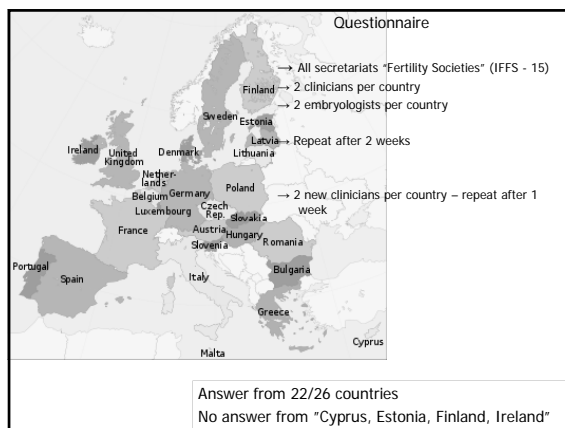 Questionnaire
→ All secretariats “Fertility Societies” (IFFS - 15)
→ 2 clinicians per country
→ 2 embryologists per country
→ Repeat after 2 weeks
→ 2 new clinicians per country – repeat after 1
week
Finland
Sweden
Estonia
Latvia
Lithuania
Ireland
United
Kingdom
Denmark
Nether-
lands
Belgium
Germany
Poland
Luxembourg
Czech
Rep.
Slovakia
France
Austria
Hungary
Slovenia
Romania
Portugal
Spain
Italy
Bulgaria
Greece
Malta
Cyprus
Answer from 22/26 countries
No answer from ”Cyprus, Estonia, Finland, Ireland”